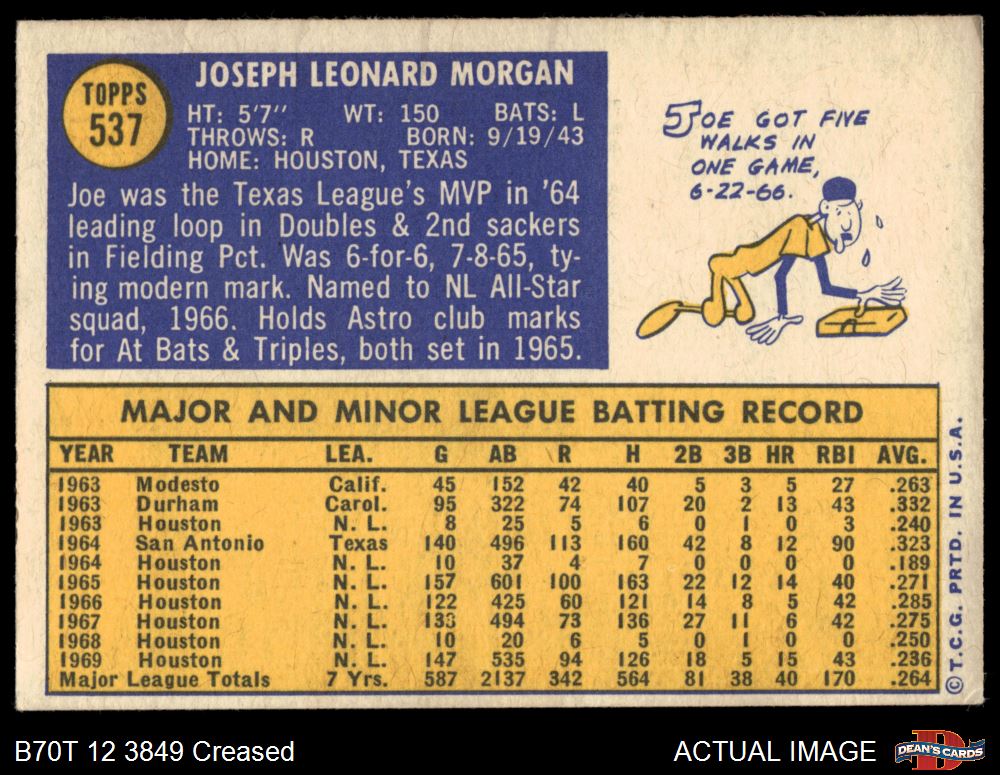 TOPPS
537
JOSEPH LEONARD MORGAN
HT: 5'7'' WT: 150 BATS: L
THROWS: R BORN: 9/19/43
HOME: HOUSTON, TEXAS
Joe was the Texas League's MVP in '64
leading loop in Doubles & 2nd sackers
in Fielding Pct. Was 6-for-6, 7-8-65, ty-
ing modern mark. Named to NL All-Star
squad, 1966. Holds Astro club marks
for At Bats & Triples, both set in 1965.
JOE GOT FIVE
WALKS IN
ONE GAME,
6-22-66.
MAJOR AND MINOR LEAGUE BATTING RECORD
YEAR TEAM LEA. G AB R H 2B 3B HR RBI AVG.
1963 Modesto Calif. 45 152 42 40 5 3 5 27 .263
1963 Durham Carol. 95 322 74 107 20 2 13 43 .332
1963 Houston N. L. 8 25 5 6 0 1 0 3 .240
1964 San Antonio Texas 140 496 113 160 42 8 12 90 .323
1964 Houston N. L. 10 37 4 7 0 0 0 0 .189
1965 Houston N. L. 157 601 100 163 22 12 14 40 .271
1966 Houston N. L. 122 425 60 121 14 8 5 42 .285
1967 Houston N. L. 133 494 73 136 27 11 6 42 .275
1968 Houston N. L. 10 20 6 5 0 1 0 0 .250
1969 Houston N. L. 147 535 94 126 18 5 15 43 .236
Major League Totals 7 Yrs. 587 2137 342 564 81 38 40 170 .264
© T.C.G. PRTD. IN U.S.A.
B70T 12 3849 Creased
ACTUAL IMAGE
DEAN'S CARDS